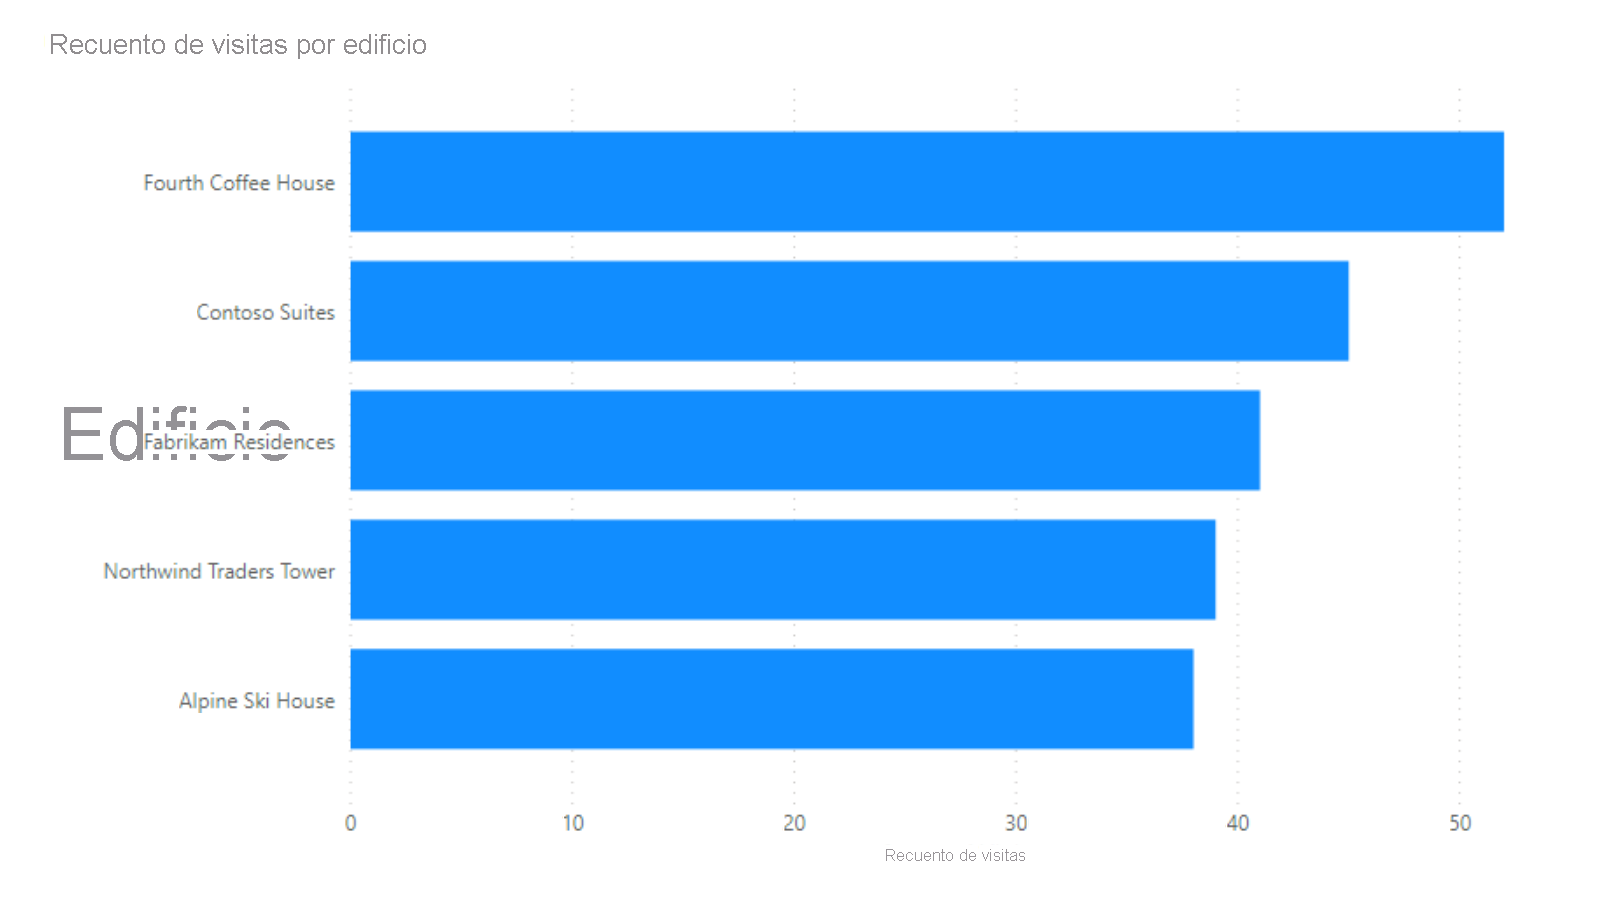 Recuento de visitas por edificio
Fourth Coffee House
Contoso Suites
Edificio
Fabrikam Residences
Northwind Traders Tower
Alpine Ski House
0 10 20 30 40 50
Recuento de visitas